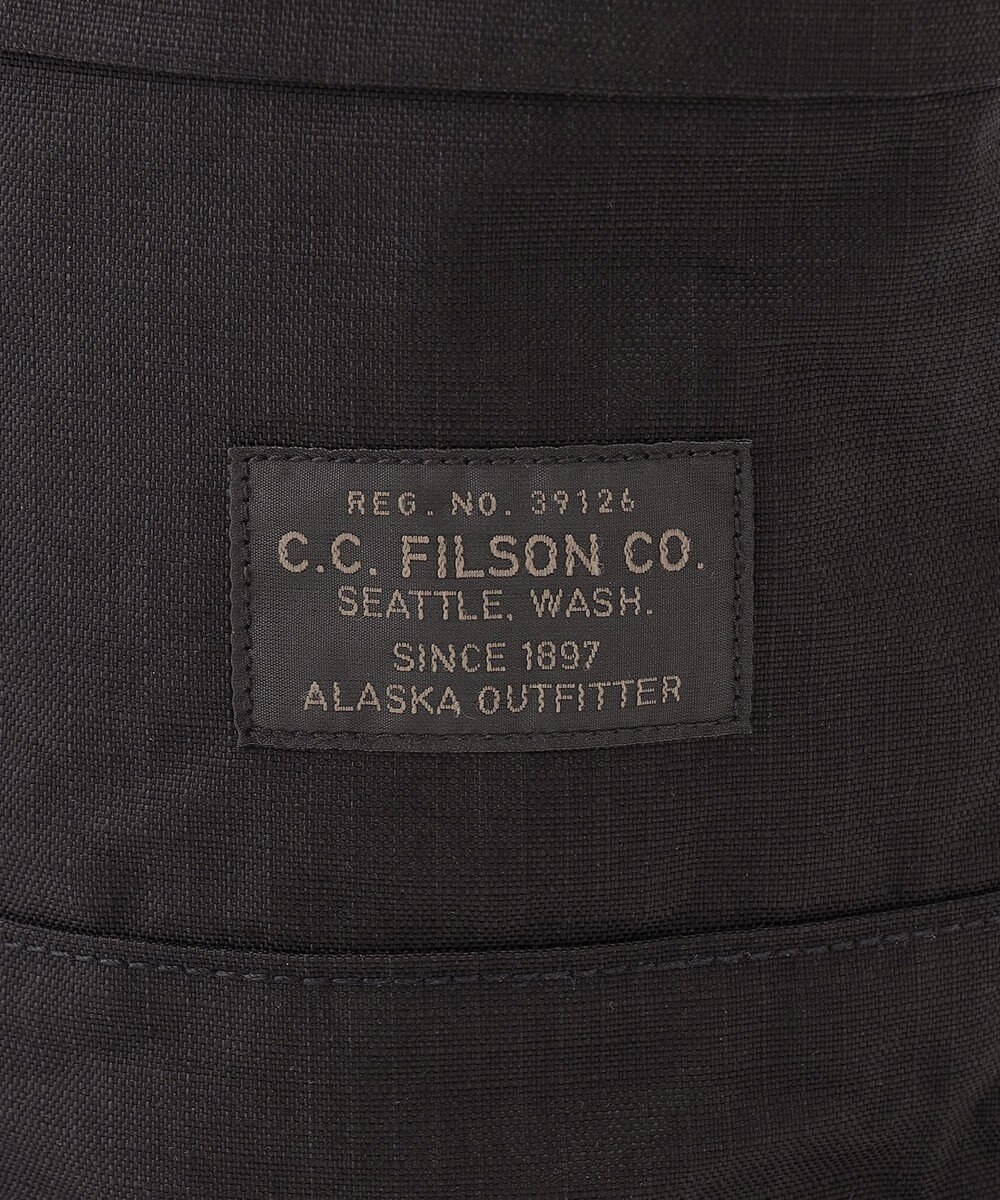 REG. NO. 39126
C.C. FILSON CO.
SEATTLE, WASH.
SINCE 1897
ALASKA OUTFITTER